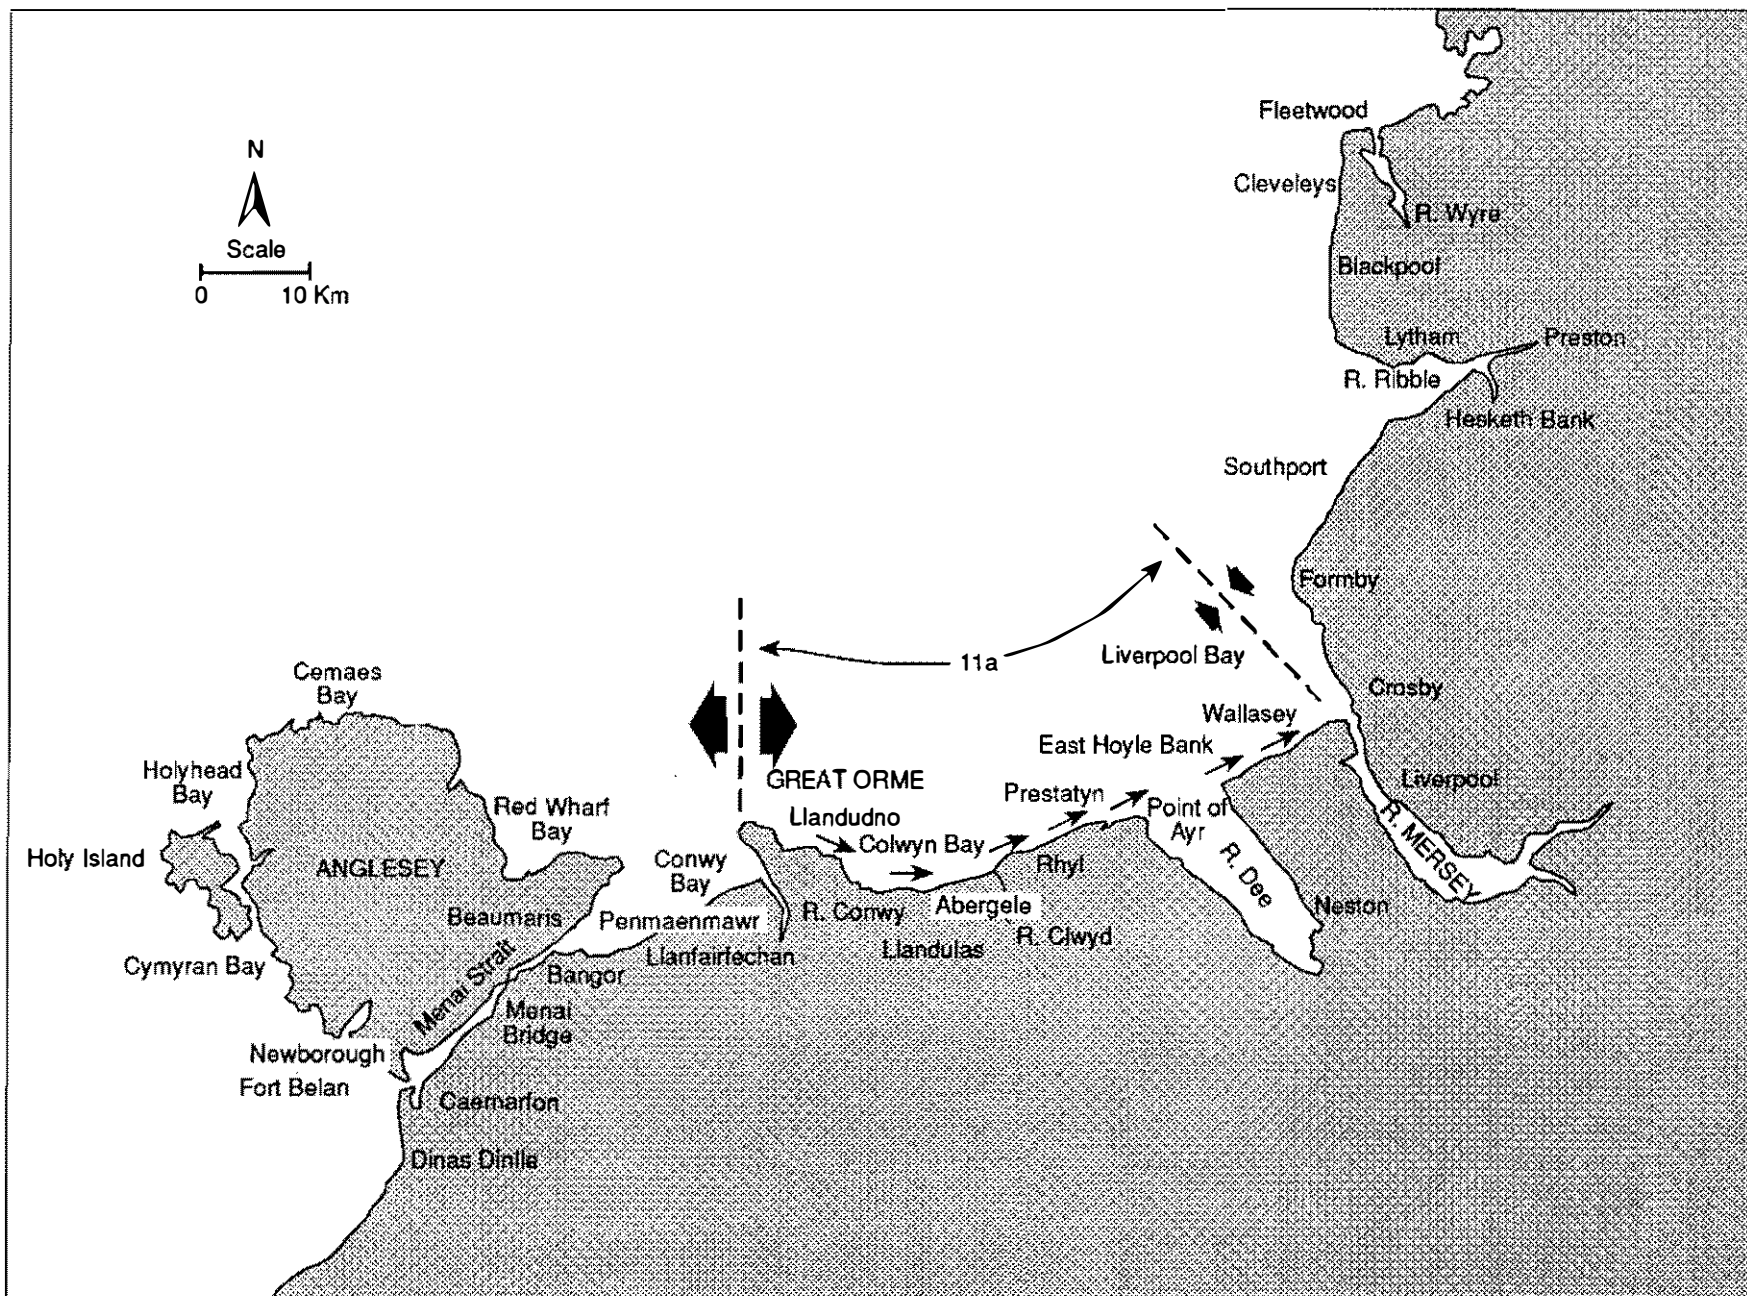 Fleetwood
N
Cleveleys
R. Wyre
Scale
0 10 Km
Blackpool
Lytham
Preston
R. Ribble
Hesketh Bank
Southport
Formby
11a
Liverpool Bay
Cemaes
Bay
Crosby
Wallasey
East Hoyle Bank
Holyhead
Bay
GREAT ORME
Liverpool
Red Wharf
Bay
Prestatyn
Point of
Ayr
Llandudno
R. MERSEY
Holy Island
ANGLESEY
Conwy
Bay
Colwyn Bay
Rhyl
R. Dee
Beaumaris
Penmaenmawr
R. Conwy
Abergele
Neston
Cymyran Bay
Menai Strait
Bangor
Llanfairfechan
Llandulas
R. Clwyd
Menai
Bridge
Newborough
Fort Belan
Caernarfon
Dinas Dinlle